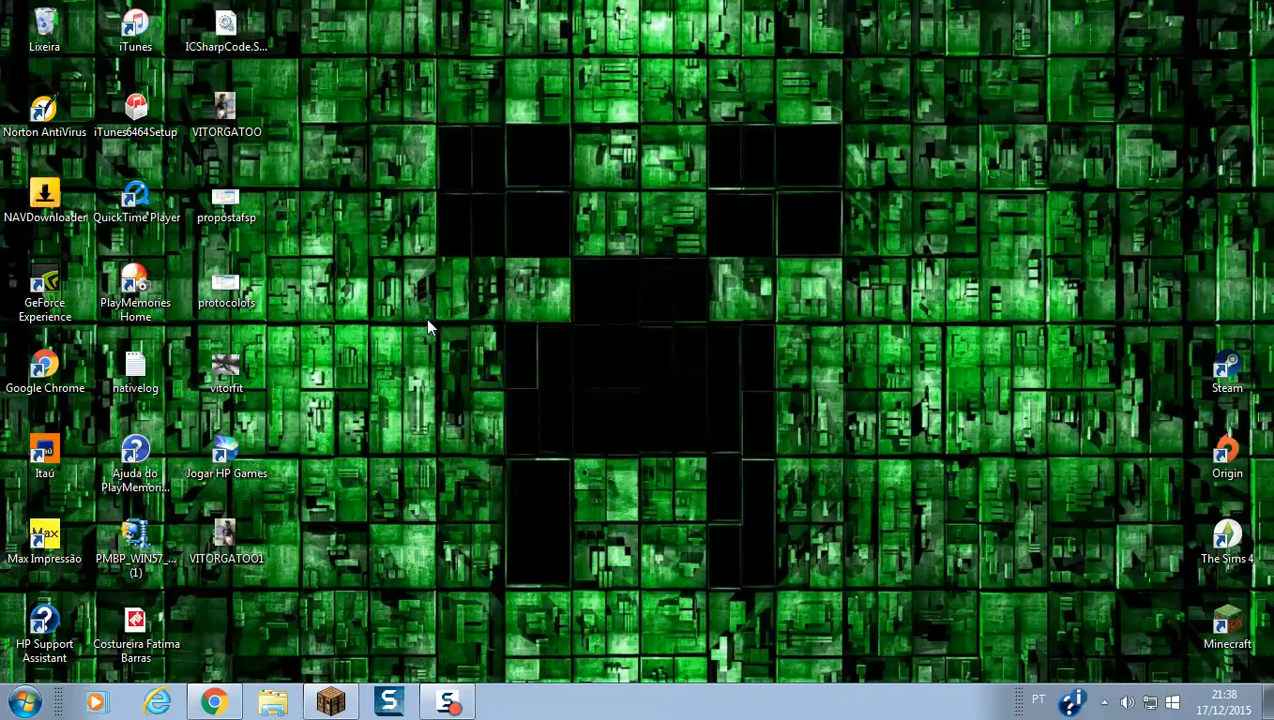 Lixeira
iTunes
ICSharpCode.S...
Norton AntiVirus
iTunes6464Setup
VITORGATOO
NAVDownloader
QuickTime Player
propostafsp
GeForce
Experience
PlayMemories
Home
protocolots
Google Chrome
nativelog
vitorfit
Steam
Itaú
Ajuda do
PlayMemori...
Jogar HP Games
Origin
Max
Max Impressão
PMBP_WIN57_...
(1)
VITORGATOO1
The Sims 4
HP Support
Assistant
Costureira Fatima
Barras
Minecraft
PT
21:38
17/12/2015